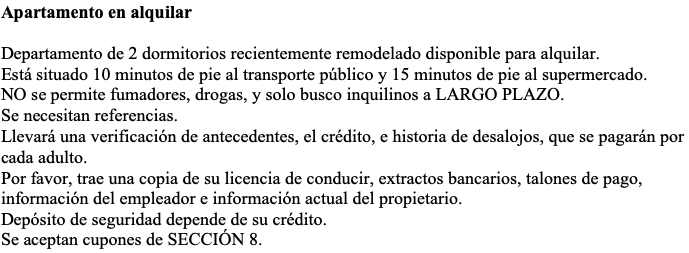 Apartamento en alquilar
Departamento de 2 dormitorios recientemente remodelado disponible para alquilar.
Está situado 10 minutos de pie al transporte público y 15 minutos de pie al supermercado.
NO se permite fumadores, drogas, y solo busco inquilinos a LARGO PLAZO.
Se necesitan referencias.
Llevará una verificación de antecedentes, el crédito, e historia de desalojos, que se pagarán por
cada adulto.
Por favor, trae una copia de su licencia de conducir, extractos bancarios, talones de pago,
información del empleador e información actual del propietario.
Depósito de seguridad depende de su crédito.
Se aceptan cupones de SECCIÓN 8.